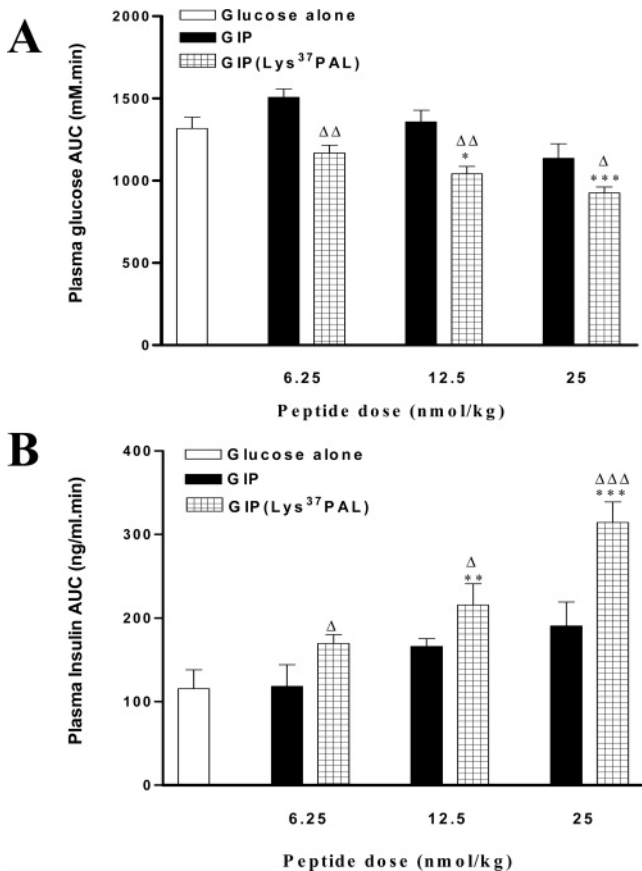 A
Plasma glucose AUC (mM.min)
2000
1500
1000
500
0
Glucose alone
GIP
GIP(Lys³⁷PAL)
ΔΔ
ΔΔ
*
Δ
***
6.25 12.5 25
Peptide dose (nmol/kg)
B
Plasma Insulin AUC (ng/ml.min)
400
300
200
100
0
Glucose alone
GIP
GIP(Lys³⁷PAL)
Δ
Δ
**
ΔΔΔ
***
6.25 12.5 25
Peptide dose (nmol/kg)